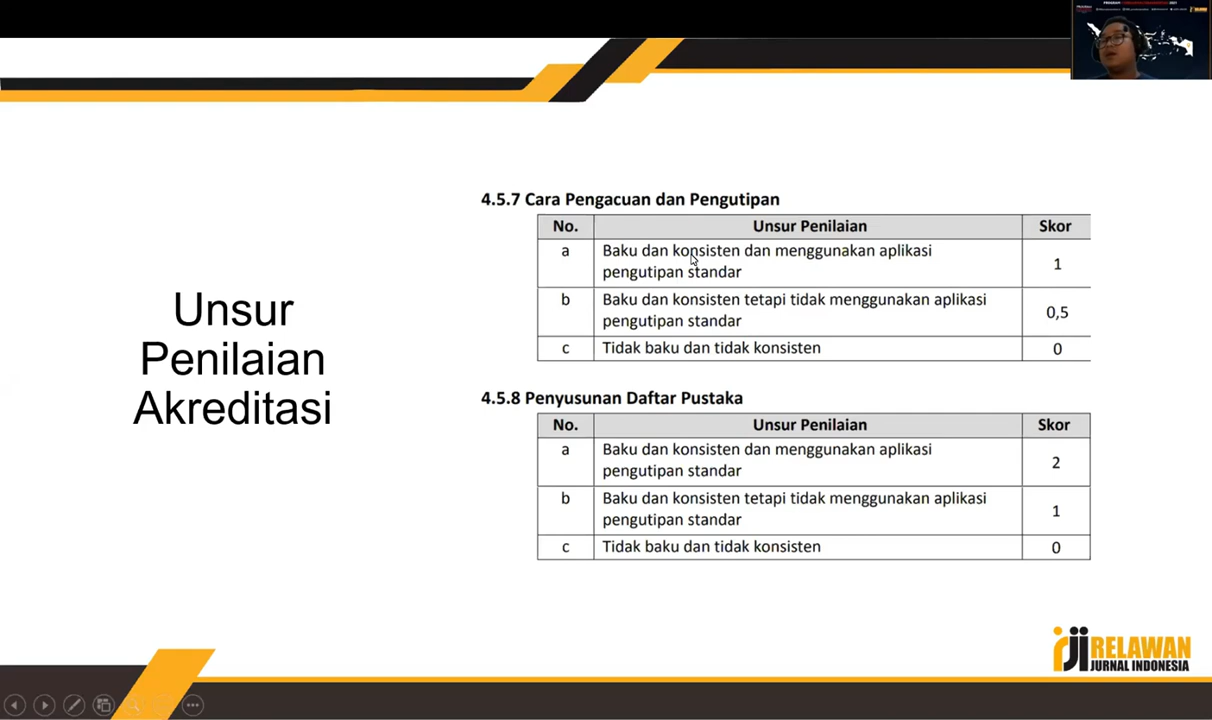 Unsur
Penilaian
Akreditasi
4.5.7 Cara Pengacuan dan Pengutipan
No. Unsur Penilaian Skor
a Baku dan konsisten dan menggunakan aplikasi
pengutipan standar 1
b Baku dan konsisten tetapi tidak menggunakan aplikasi
pengutipan standar 0,5
c Tidak baku dan tidak konsisten 0
4.5.8 Penyusunan Daftar Pustaka
No. Unsur Penilaian Skor
a Baku dan konsisten dan menggunakan aplikasi
pengutipan standar 2
b Baku dan konsisten tetapi tidak menggunakan aplikasi
pengutipan standar 1
c Tidak baku dan tidak konsisten 0
RELAWAN
JURNAL INDONESIA